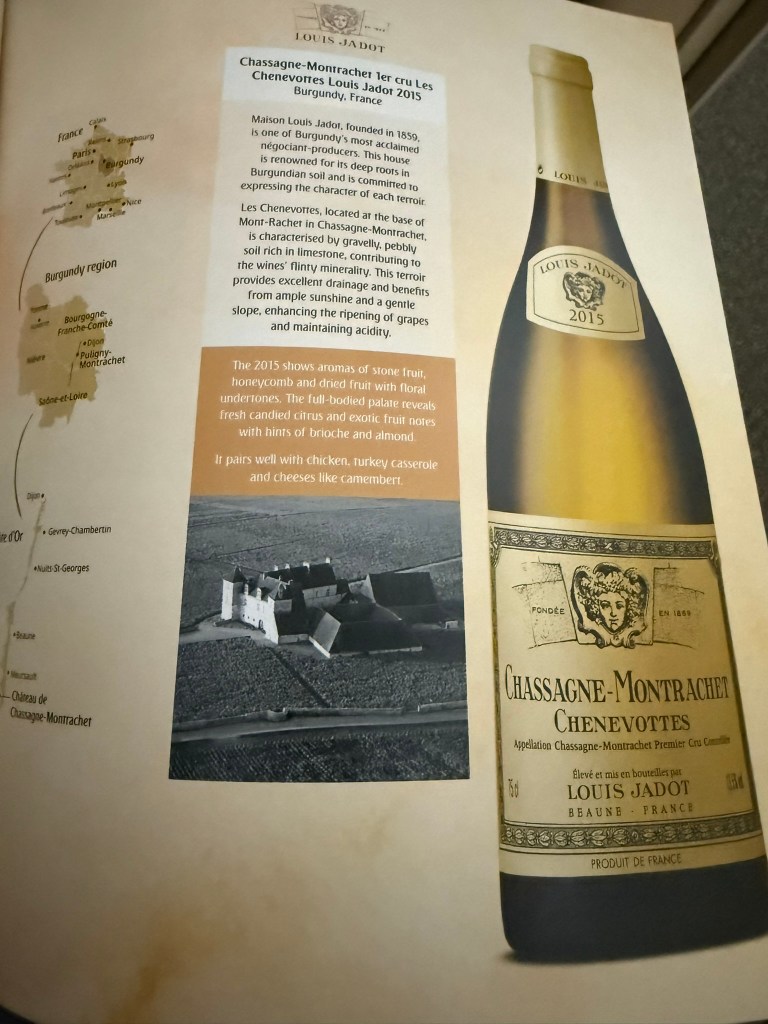 LOUIS JADOT
Chassagne-Montrachet 1er cru Les
Chenevottes Louis Jadot 2015
Burgundy, France
Maison Louis Jadot, founded in 1859,
is one of Burgundy's most acclaimed
négociant-producers. This house
is renowned for its deep roots in
Burgundian soil and is committed to
expressing the character of each terroir.
Les Chenevottes, located at the base of
Mont-Rachet in Chassagne-Montrachet,
is characterised by gravelly, pebbly
soil rich in limestone, contributing to
the wines' flinty minerality. This terroir
provides excellent drainage and benefits
from ample sunshine and a gentle
slope, enhancing the ripening of grapes
and maintaining acidity.
The 2015 shows aromas of stone fruit,
honeycomb and dried fruit with floral
undertones. The full-bodied palate reveals
fresh candied citrus and exotic fruit notes
with hints of brioche and almond.
It pairs well with chicken, turkey casserole
and cheeses like camembert.
France
Calais
Strasbourg
Paris
Burgundy
Lyon
Montpellier
Nice
Marseille
Burgundy region
Bourgogne-
Franche-Comté
Dijon
Puligny-
Montrachet
Nièvre
Saône-et-Loire
Dijon
te d'Or
Gevrey-Chambertin
Nuits-St-Georges
Beaune
Meursault
Château de
Chassagne-Montrachet
LOUIS JAD
LOUIS JADOT
2015
FONDÉE
EN 1859
CHASSAGNE-MONTRACHET
CHENEVOTTES
Appellation Chassagne-Montrachet Premier Cru Contrôlée
Élevé et mis en bouteilles par
75 cl
LOUIS JADOT
BEAUNE - FRANCE
PRODUIT DE FRANCE